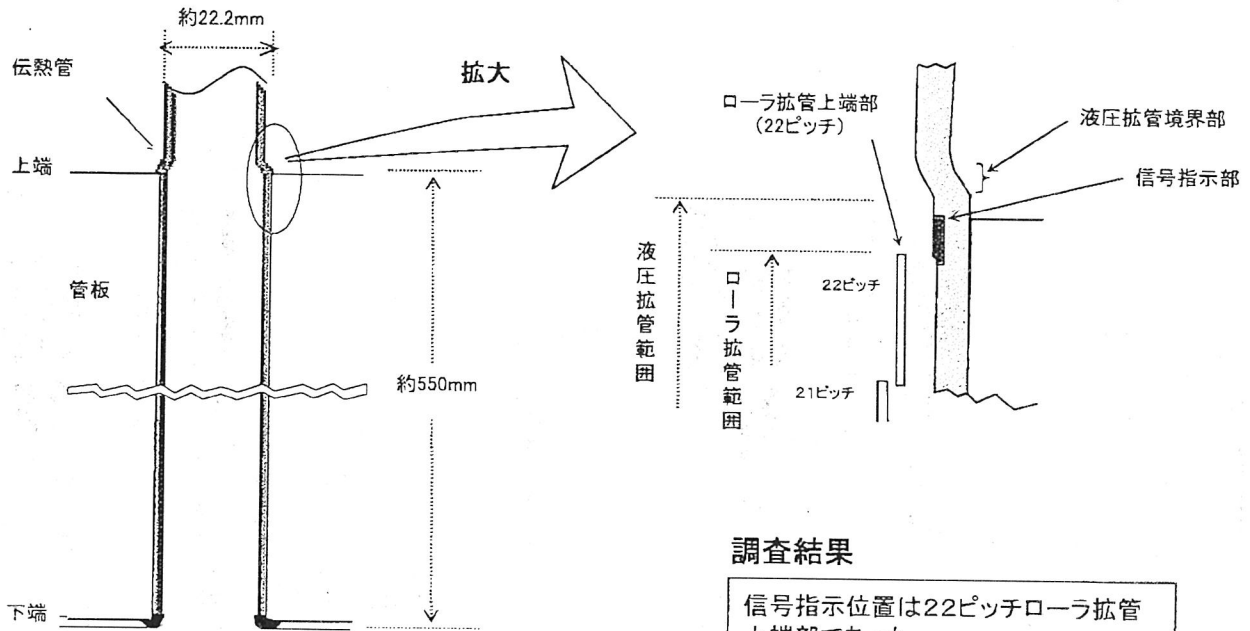 約22.2mm
伝熱管
拡大
上端
管板
約550mm
下端
ローラ拡管上端部
(22ピッチ)
液圧拡管境界部
信号指示部
液圧拡管範囲
ローラ拡管範囲
22ピッチ
21ピッチ
調査結果
信号指示位置は22ピッチローラ拡管